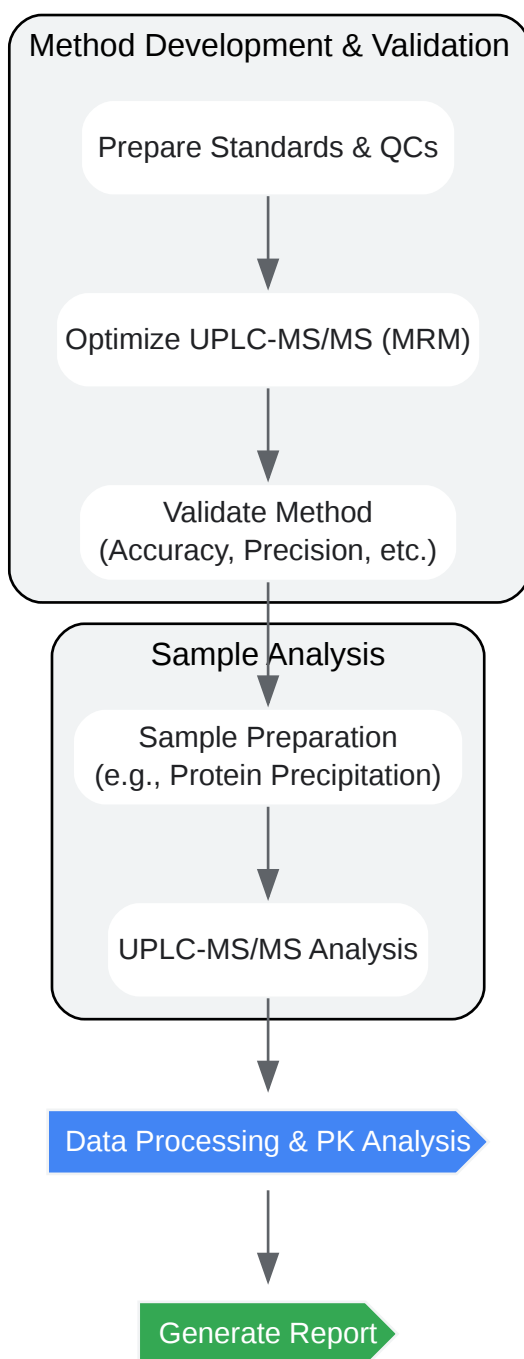 Method Development & Validation
Prepare Standards & QCs
Optimize UPLC-MS/MS (MRM)
Validate Method
(Accuracy, Precision, etc.)
Sample Analysis
Sample Preparation
(e.g., Protein Precipitation)
UPLC-MS/MS Analysis
Data Processing & PK Analysis
Generate Report